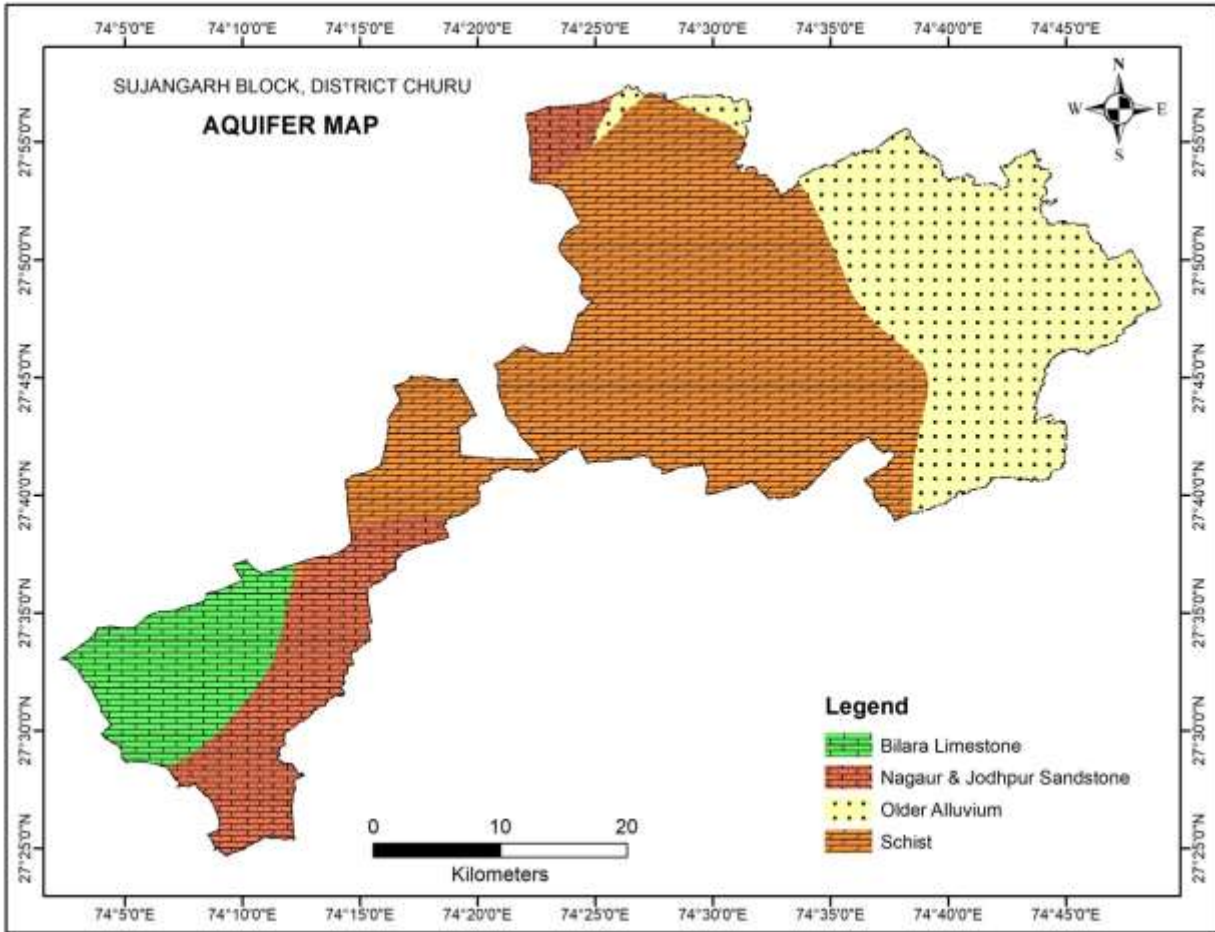 74°5'0"E 74°10'0"E 74°15'0"E 74°20'0"E 74°25'0"E 74°30'0"E 74°35'0"E 74°40'0"E 74°45'0"E
SUJANGARH BLOCK, DISTRICT CHURU
AQUIFER MAP
N
W E
S
27°55'0"N 27°55'0"N
27°50'0"N 27°50'0"N
27°45'0"N 27°45'0"N
27°40'0"N 27°40'0"N
27°35'0"N 27°35'0"N
27°30'0"N 27°30'0"N
27°25'0"N 27°25'0"N
Legend
Bilara Limestone
Nagaur & Jodhpur Sandstone
Older Alluvium
Schist
0 10 20
Kilometers
74°5'0"E 74°10'0"E 74°15'0"E 74°20'0"E 74°25'0"E 74°30'0"E 74°35'0"E 74°40'0"E 74°45'0"E